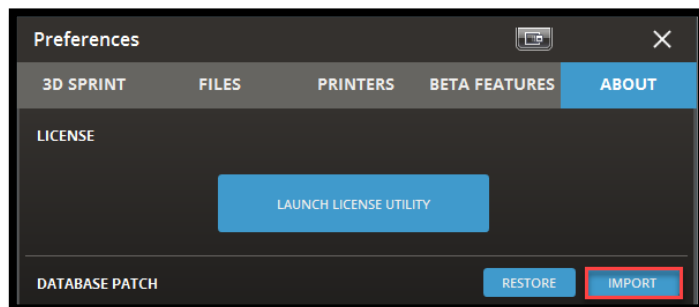 Preferences
3D SPRINT FILES PRINTERS BETA FEATURES ABOUT
LICENSE
LAUNCH LICENSE UTILITY
DATABASE PATCH RESTORE IMPORT